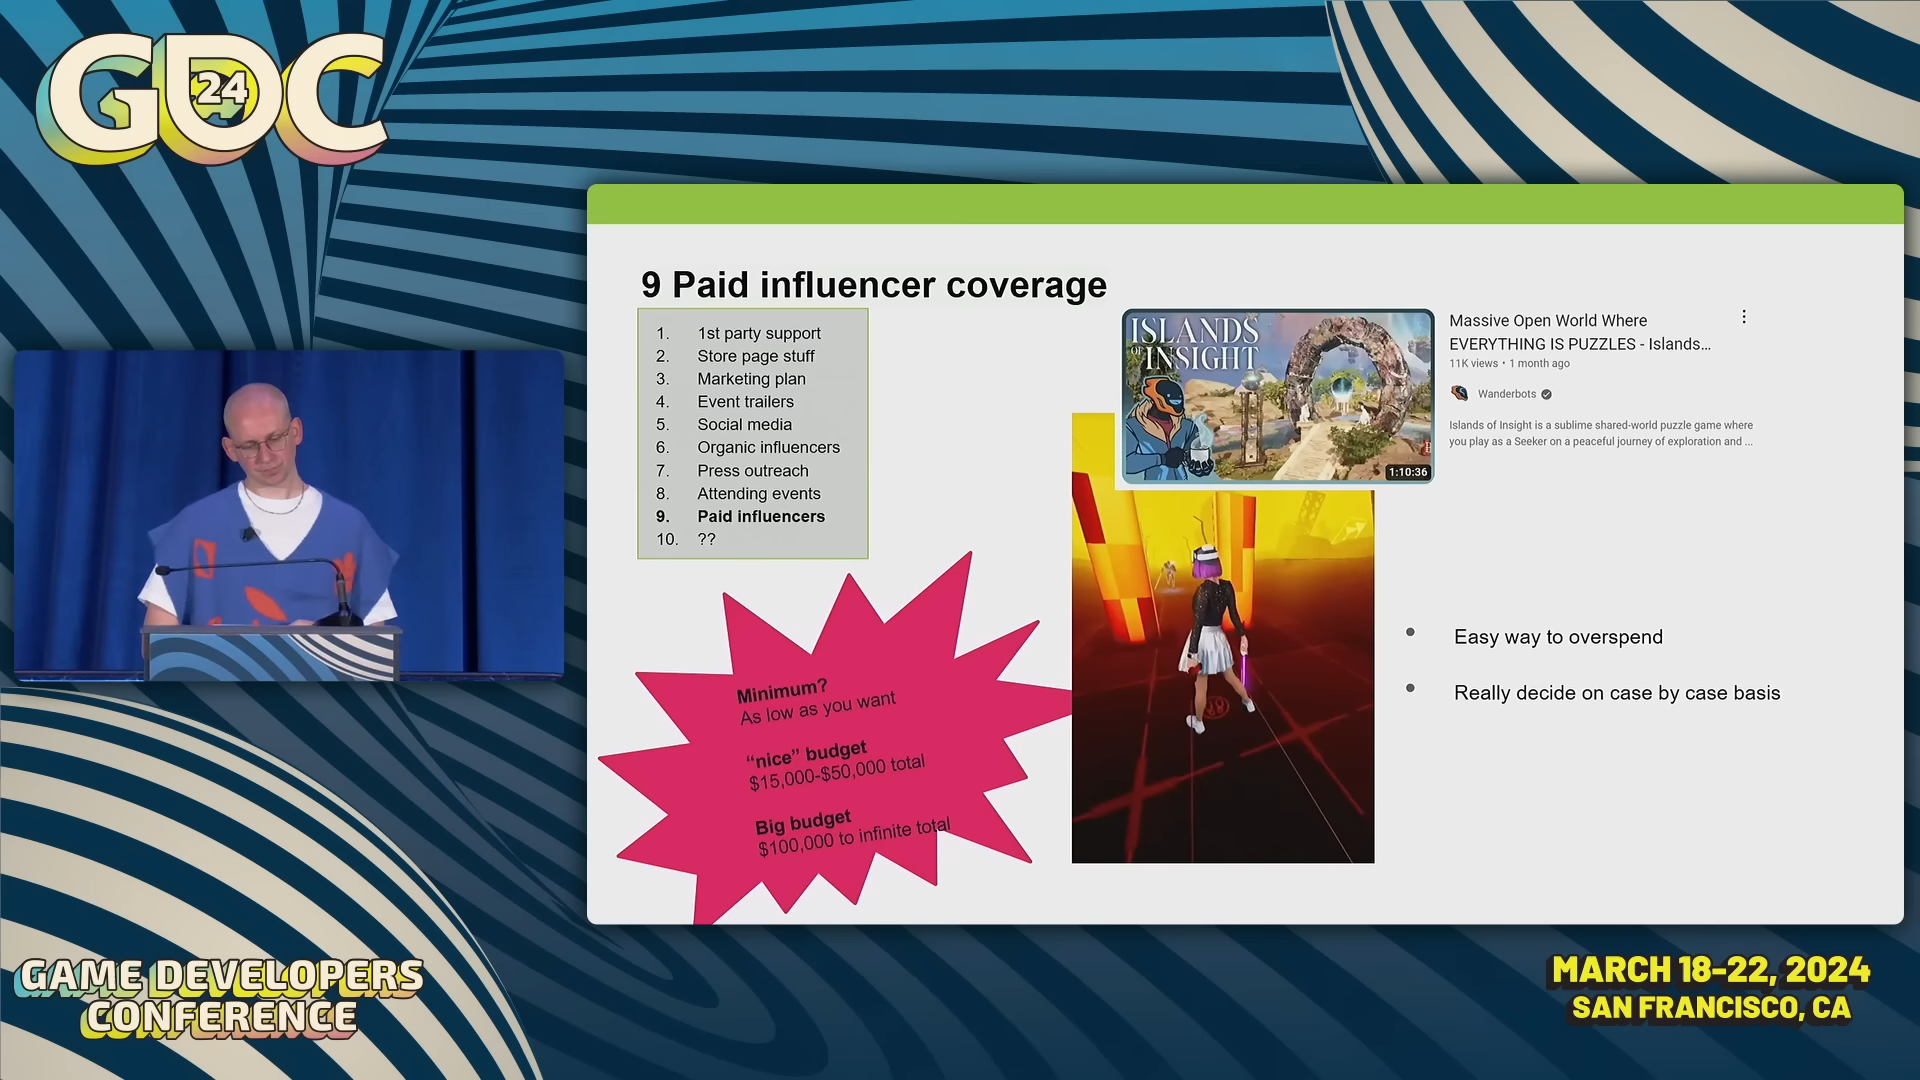 GDC
24
9 Paid influencer coverage
1. 1st party support
2. Store page stuff
3. Marketing plan
4. Event trailers
5. Social media
6. Organic influencers
7. Press outreach
8. Attending events
9. Paid influencers
10. ??
ISLANDS
OF INSIGHT
1:10:36
Massive Open World Where
EVERYTHING IS PUZZLES - Islands...
11K views • 1 month ago
Wanderbots
Islands of Insight is a sublime shared-world puzzle game where
you play as a Seeker on a peaceful journey of exploration and ...
Minimum?
As low as you want
“nice” budget
$15,000-$50,000 total
Big budget
$100,000 to infinite total
• Easy way to overspend
• Really decide on case by case basis
GAME DEVELOPERS
CONFERENCE
MARCH 18-22, 2024
SAN FRANCISCO, CA